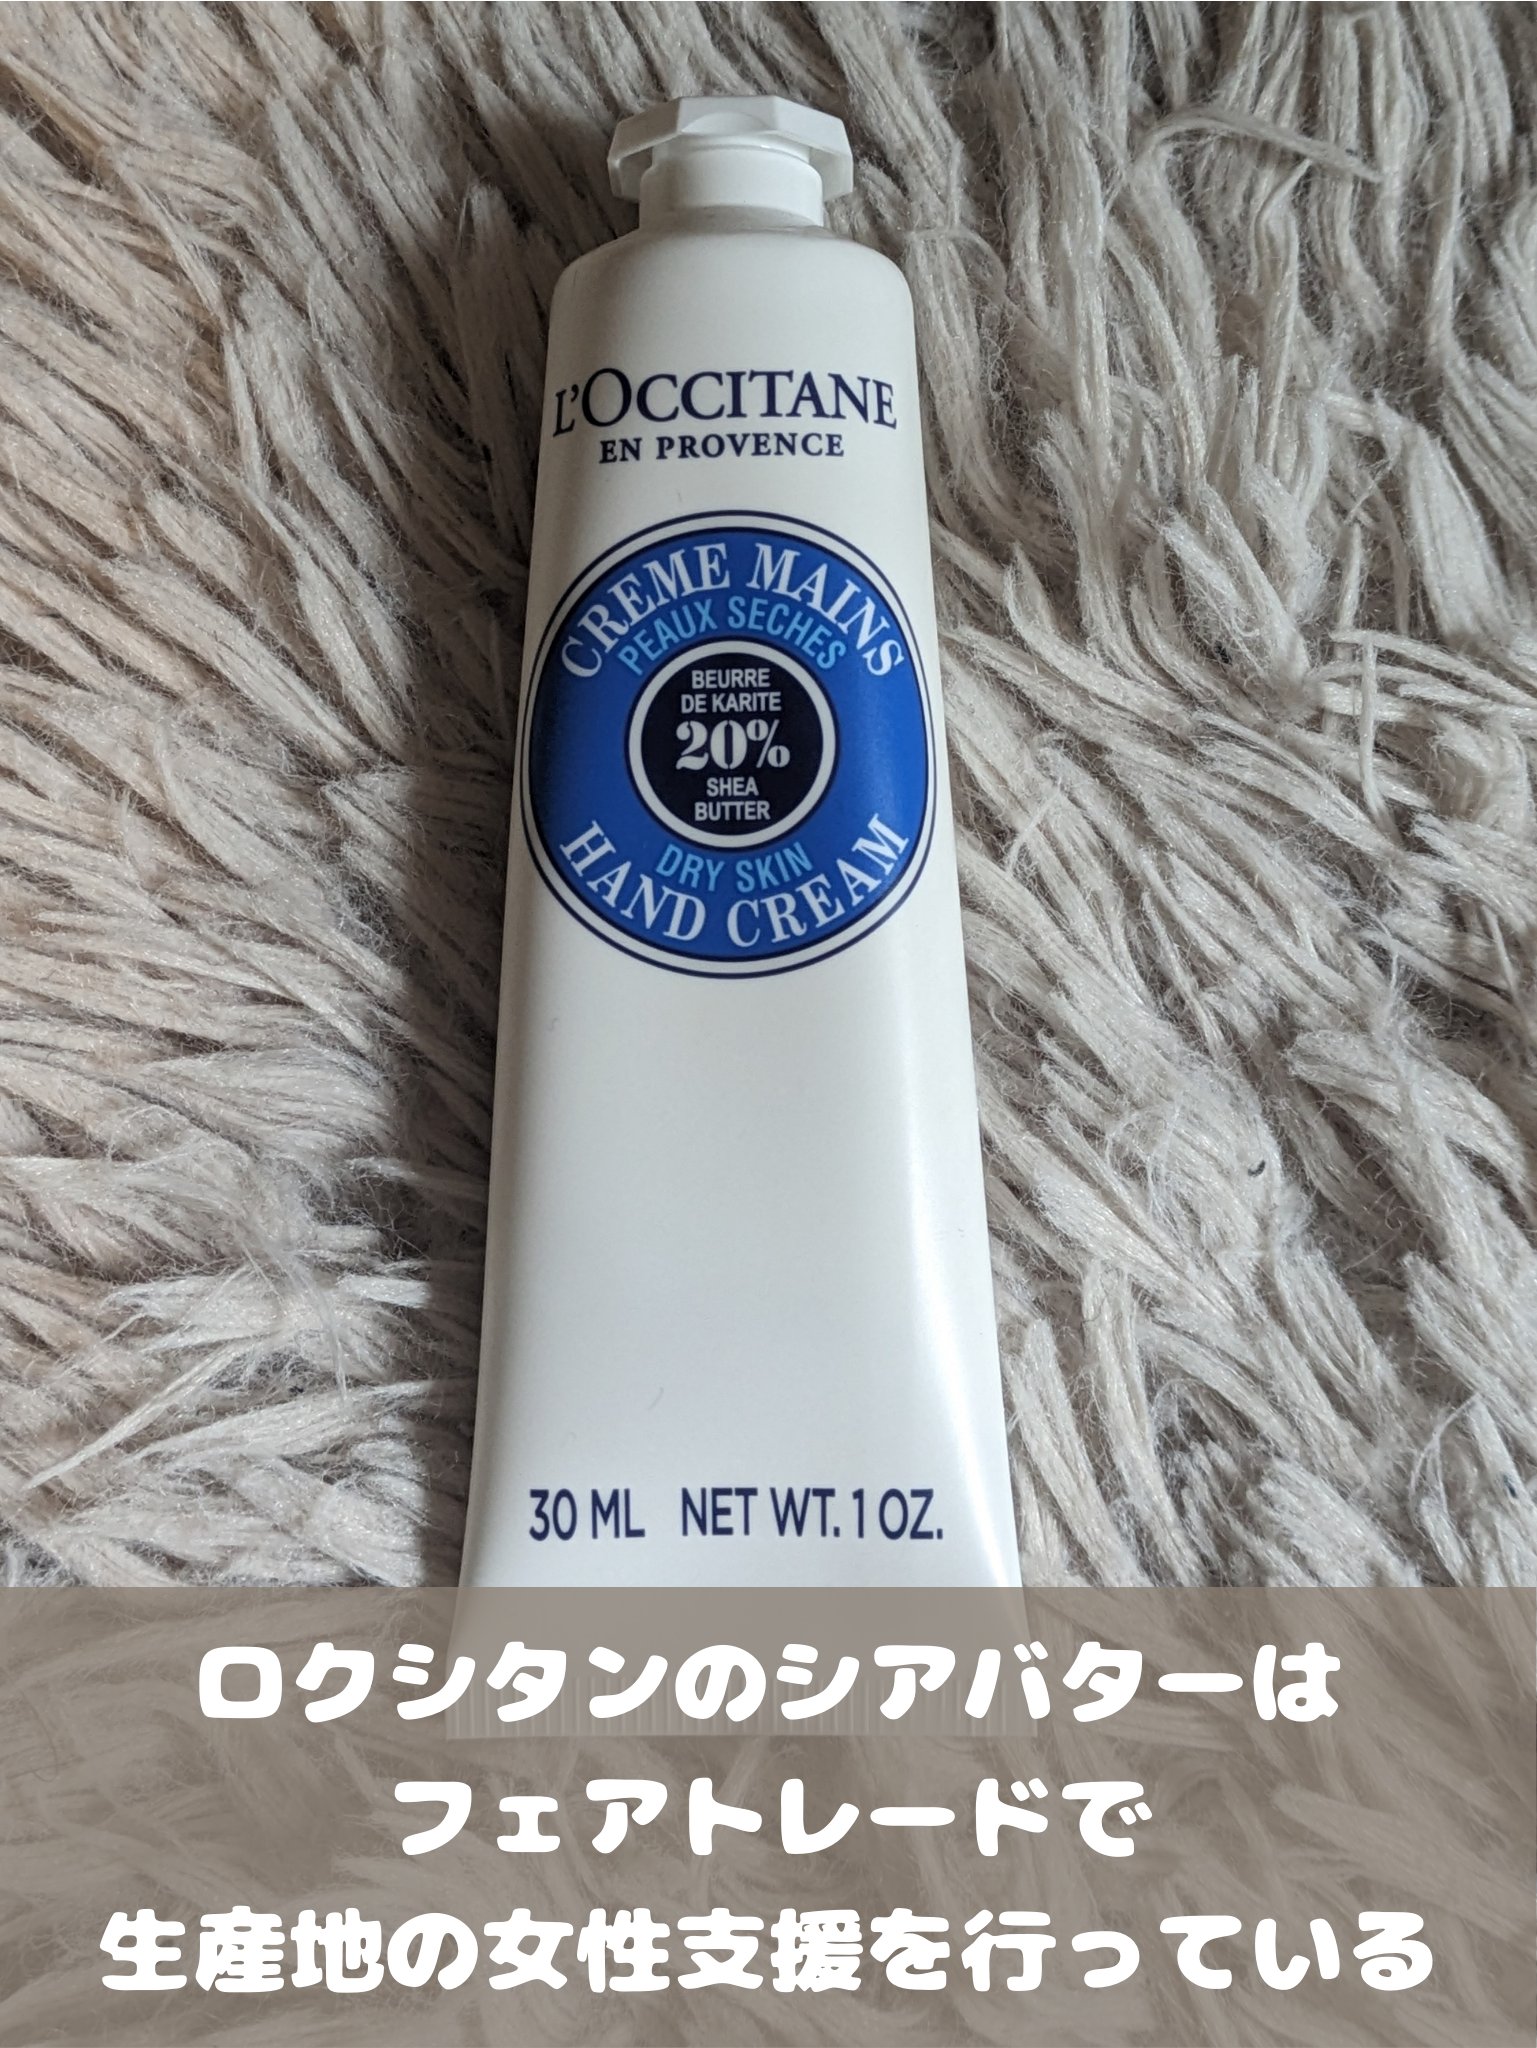 L'OCCITANE
EN PROVENCE
CREME MAINS
PEAUX SECHES
BEURRE
DE KARITE
20%
SHEA
BUTTER
DRY SKIN
HAND CREAM
30 ML NET WT. 1 OZ.
ロクシタンのシアバターは
フェアトレードで
生産地の女性支援を行っている